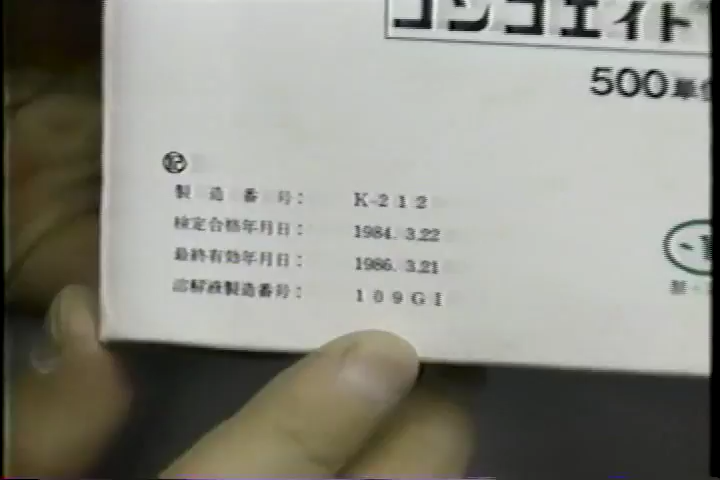 コンコエイト
500単
記
製造番号: K-212
検定合格年月日: 1984. 3.22
最終有効年月日: 1986. 3.21
溶解液製造番号: 109GI